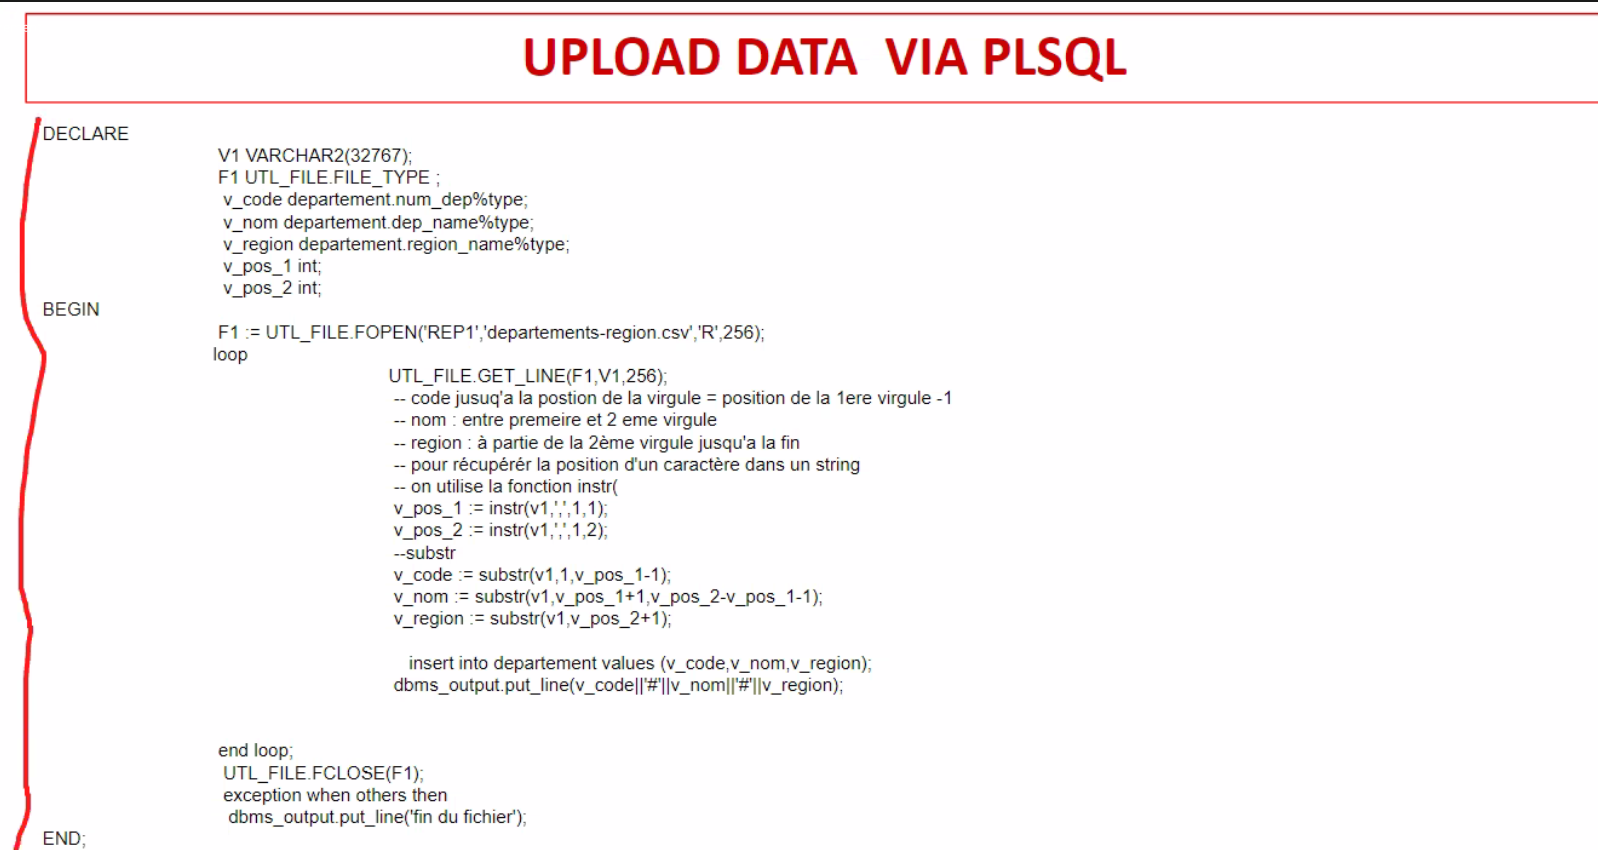 UPLOAD DATA VIA PLSQL
DECLARE
V1 VARCHAR2(32767);
F1 UTL_FILE.FILE_TYPE ;
v_code departement.num_dep%type;
v_nom departement.dep_name%type;
v_region departement.region_name%type;
v_pos_1 int;
v_pos_2 int;
BEGIN
F1 := UTL_FILE.FOPEN('REP1','departements-region.csv','R',256);
loop
UTL_FILE.GET_LINE(F1,V1,256);
-- code jusuq'a la postion de la virgule = position de la 1ere virgule -1
-- nom : entre premeire et 2 eme virgule
-- region : à partie de la 2ème virgule jusqu'a la fin
-- pour récupérér la position d'un caractère dans un string
-- on utilise la fonction instr(
v_pos_1 := instr(v1,',',1,1);
v_pos_2 := instr(v1,',',1,2);
--substr
v_code := substr(v1,1,v_pos_1-1);
v_nom := substr(v1,v_pos_1+1,v_pos_2-v_pos_1-1);
v_region := substr(v1,v_pos_2+1);
insert into departement values (v_code,v_nom,v_region);
dbms_output.put_line(v_code||'#'||v_nom||'#'||v_region);
end loop;
UTL_FILE.FCLOSE(F1);
exception when others then
dbms_output.put_line('fin du fichier');
END;